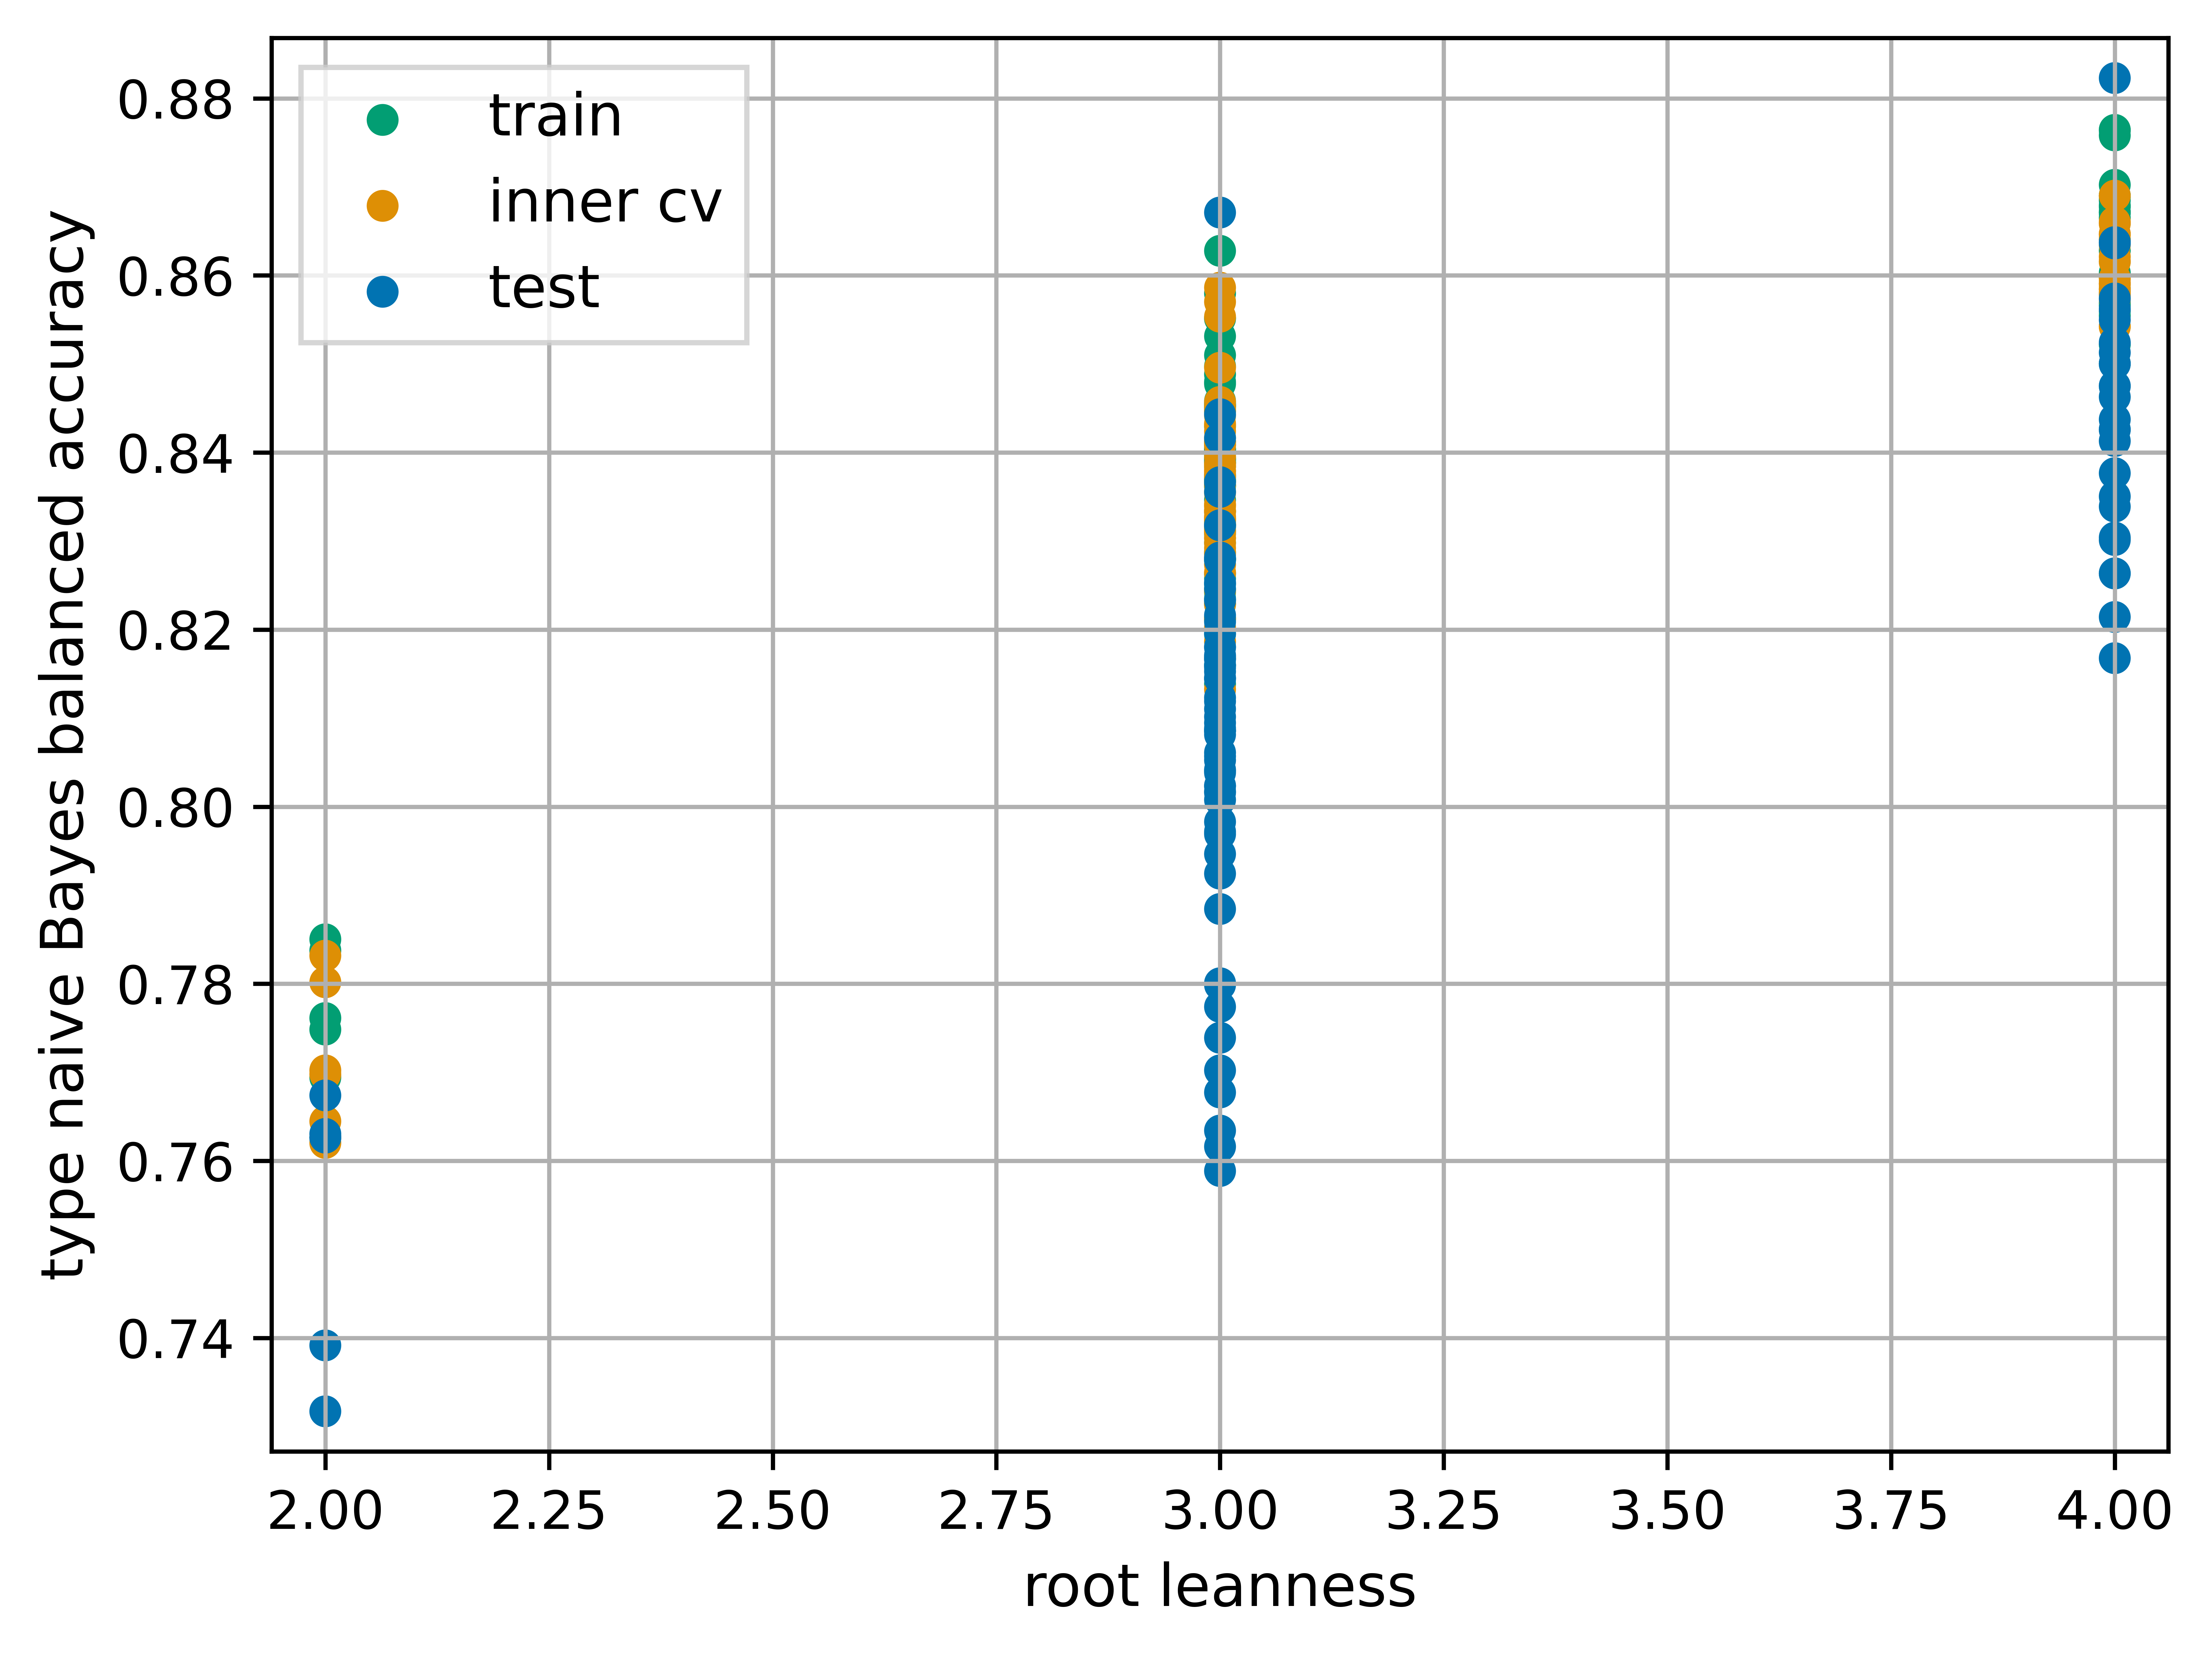 train
inner cv
test
0.88
0.86
0.84
0.82
0.80
0.78
0.76
0.74
type naive Bayes balanced accuracy
2.00 2.25 2.50 2.75 3.00 3.25 3.50 3.75 4.00
root leanness